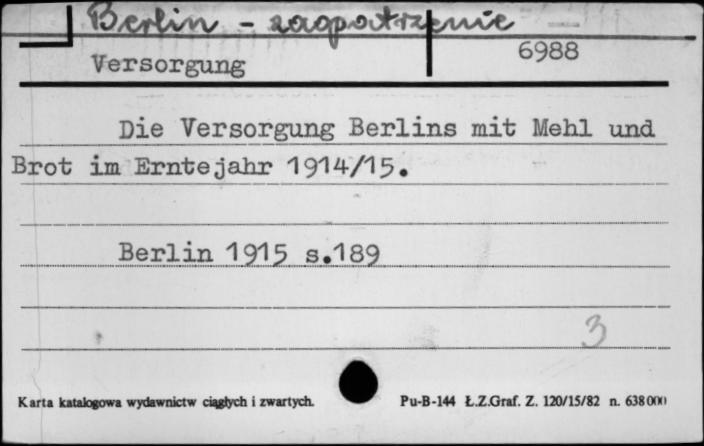 Berlin - zaopatrzenie
Versorgung 6988
Die Versorgung Berlins mit Mehl und
Brot im Erntejahr 1914/15.
Berlin 1915 s.189
3
Karta katalogowa wydawnictw ciągłych i zwartych. Pu-B-144 Ł.Z.Graf. Z. 120/15/82 n. 638000